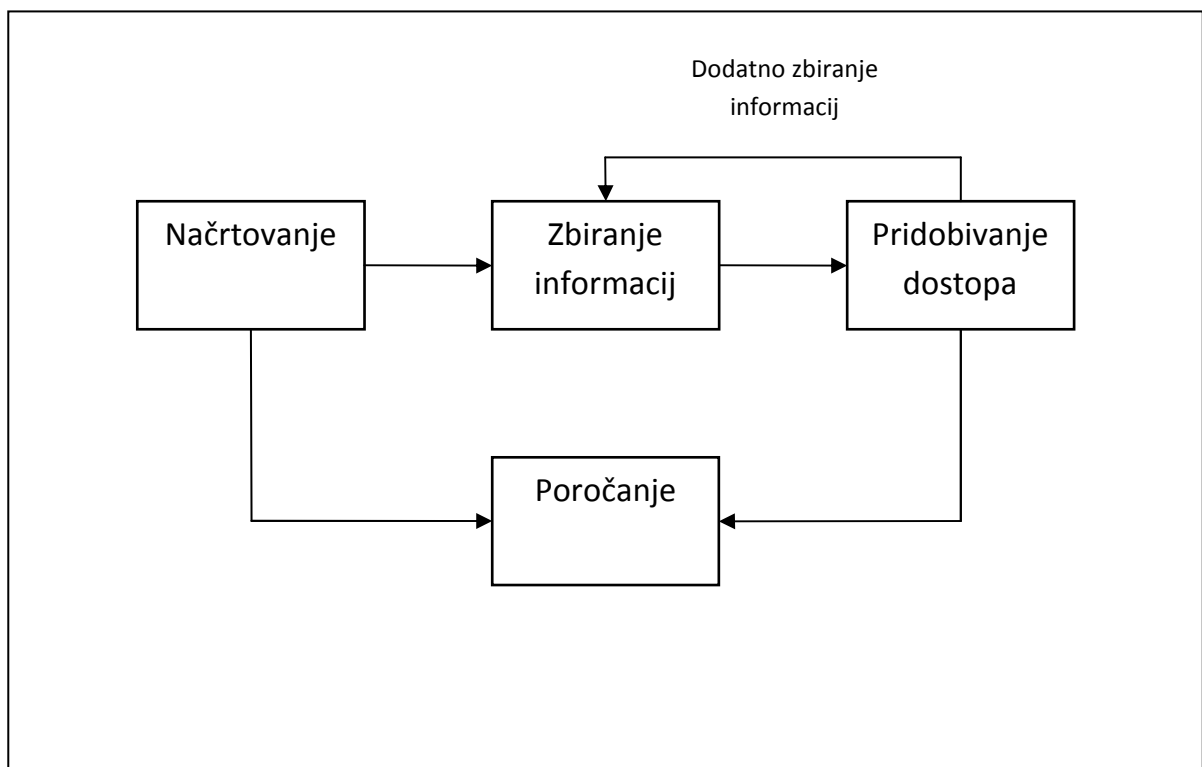 Dodatno zbiranje
informacij
Načrtovanje
Zbiranje
informacij
Pridobivanje
dostopa
Poročanje